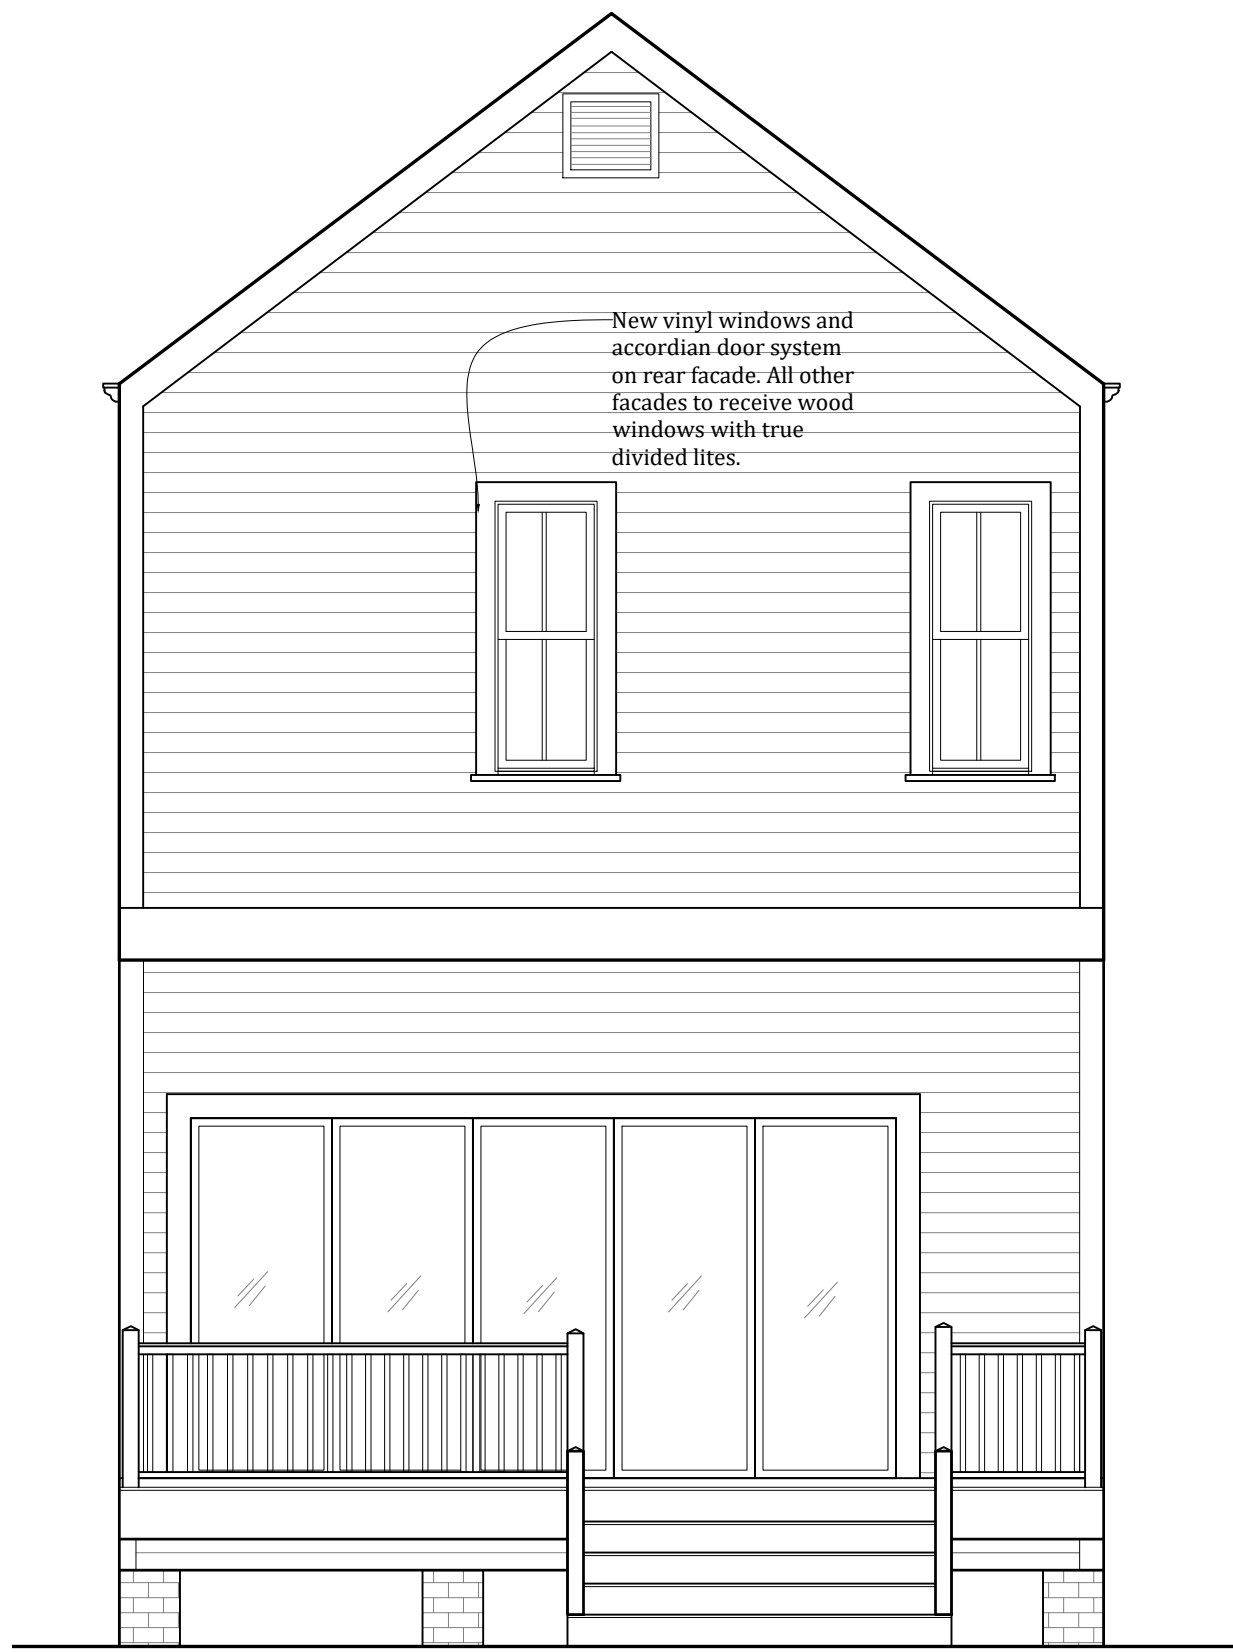 New vinyl windows and
accordian door system
on rear facade. All other
facades to receive wood
windows with true
divided lites.